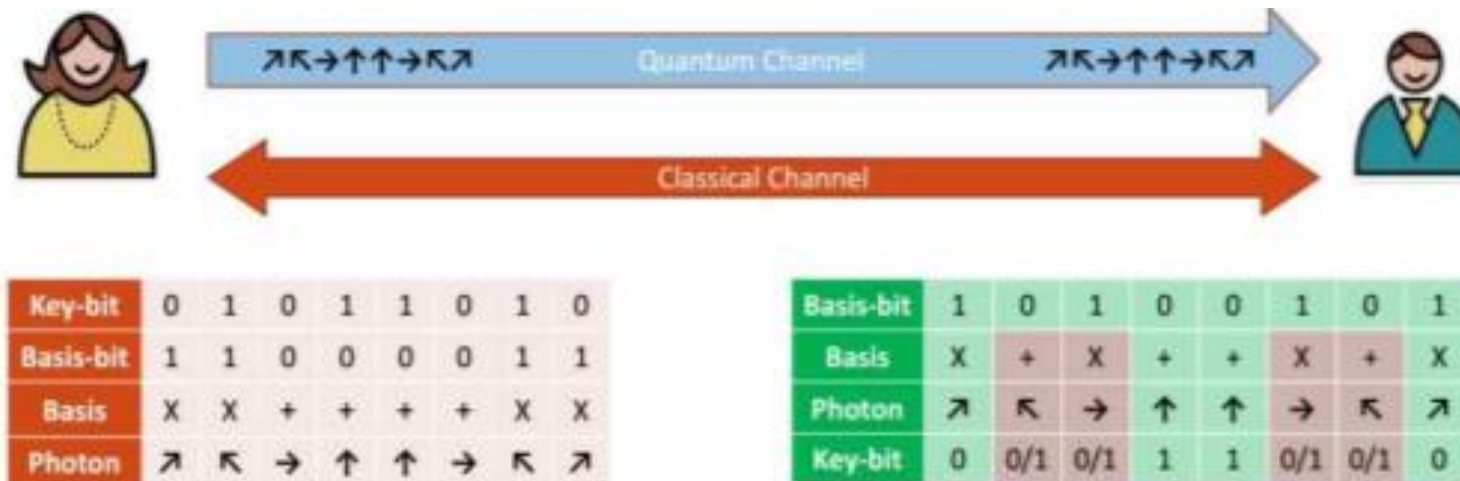 ↗↖→↑↑→↖↗ Quantum Channel ↗↖→↑↑→↖↗
Classical Channel
Key-bit 0 1 0 1 1 0 1 0
Basis-bit 1 1 0 0 0 0 1 1
Basis X X + + + + X X
Photon ↗ ↖ → ↑ ↑ → ↖ ↗
Basis-bit 1 0 1 0 0 1 0 1
Basis X + X + + X + X
Photon ↗ ↖ → ↑ ↑ → ↖ ↗
Key-bit 0 0/1 0/1 1 1 0/1 0/1 0